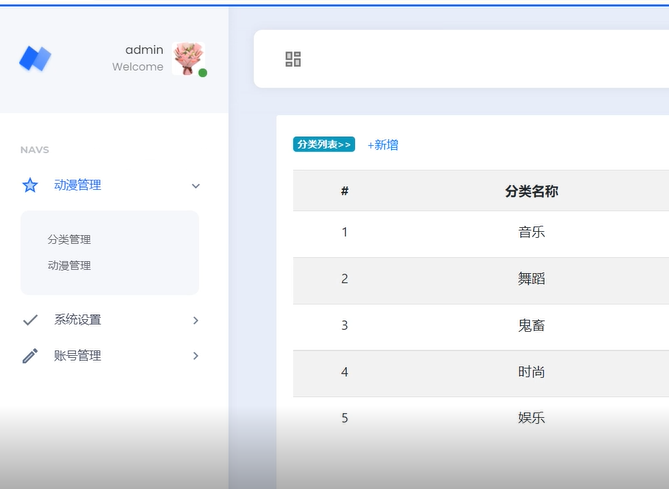 admin
Welcome
NAVS
动漫管理
分类管理
动漫管理
系统设置
账号管理
分类列表>> +新增
# 分类名称
1 音乐
2 舞蹈
3 鬼畜
4 时尚
5 娱乐